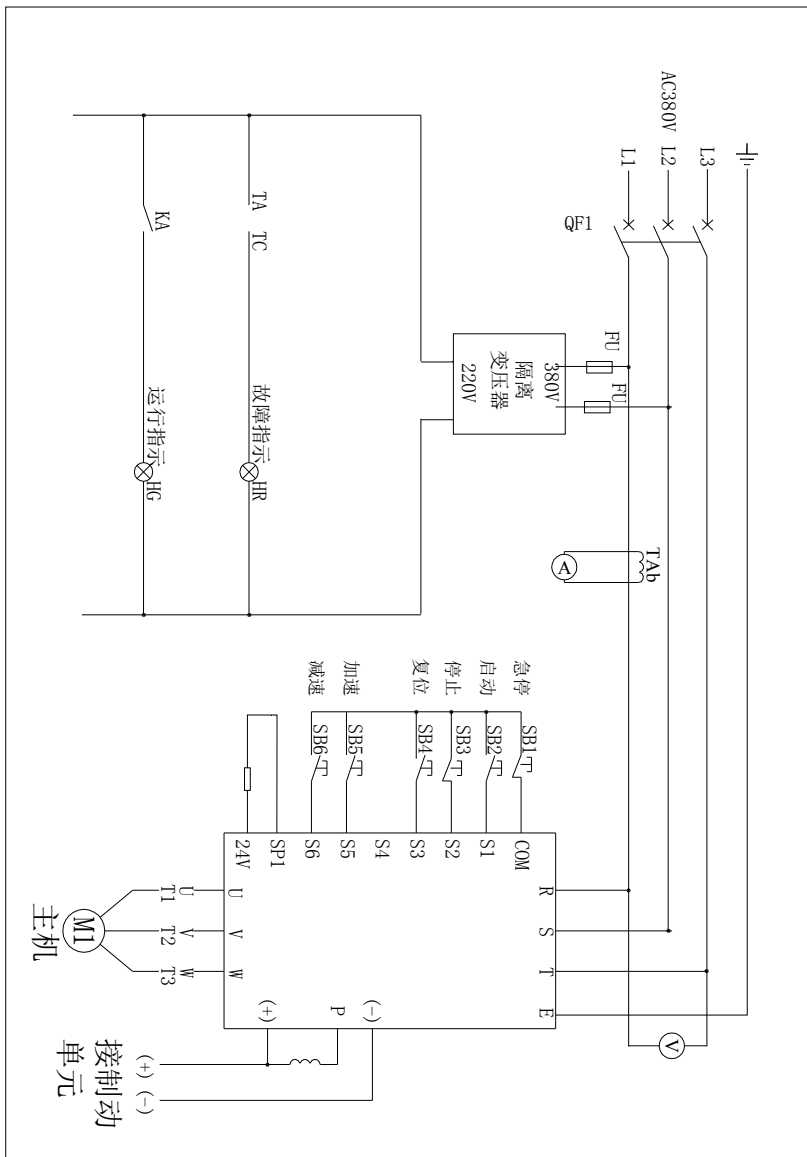 AC380V
L3
L2
L1
QF1
FU
FU
380V
隔离
变压器
220V
TA TC
KA
故障指示
HR
运行指示
HG
TAb
A
急停
启动
停止
复位
加速
减速
SB1
SB2
SB3
SB4
SB5
SB6
COM
S1
S2
S3
S4
S5
S6
SP1
24V
R
S
T
E
V
U
V
W
U
V
W
T1
T2
T3
M1
主机
(+)
P
(-)
(+)
(-)
接制动
单元